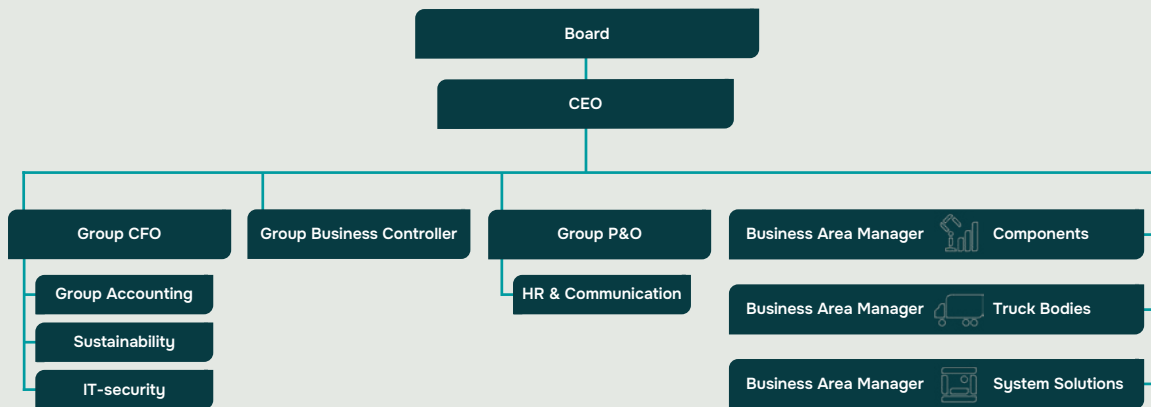 Board
CEO
Group CFO
Group Business Controller
Group P&O
Business Area Manager Components
Group Accounting
HR & Communication
Business Area Manager Truck Bodies
Sustainability
IT-security
Business Area Manager System Solutions